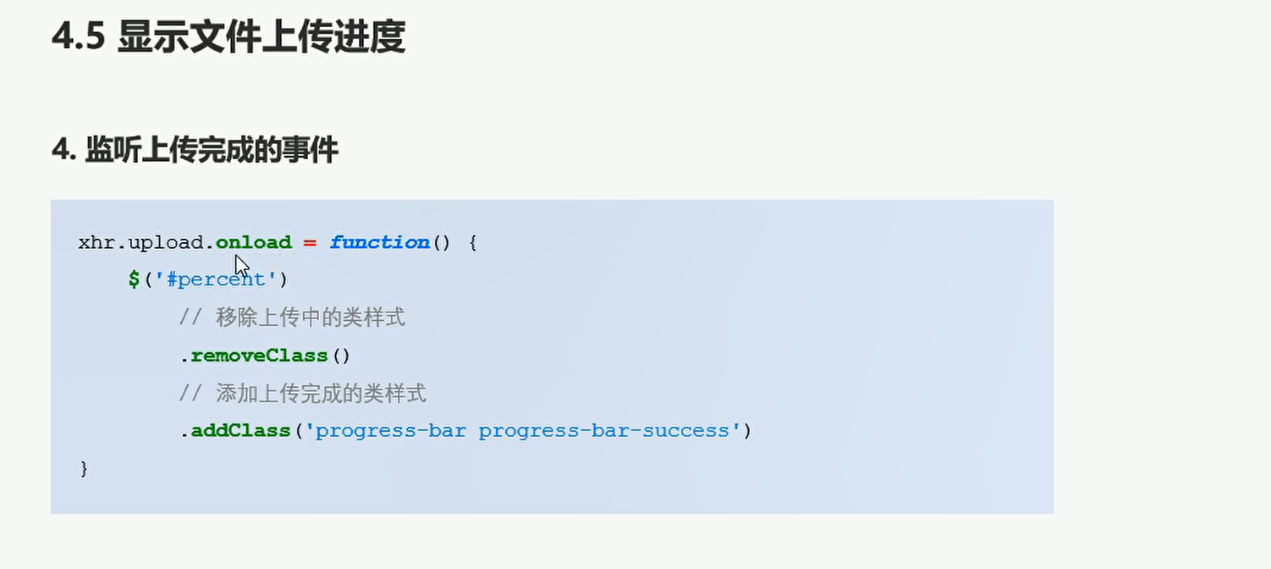 4.5 显示文件上传进度
4. 监听上传完成的事件
xhr.upload.onload = function() {
    $('#percent')
        // 移除上传中的类样式
        .removeClass()
        // 添加上传完成的类样式
        .addClass('progress-bar progress-bar-success')
}